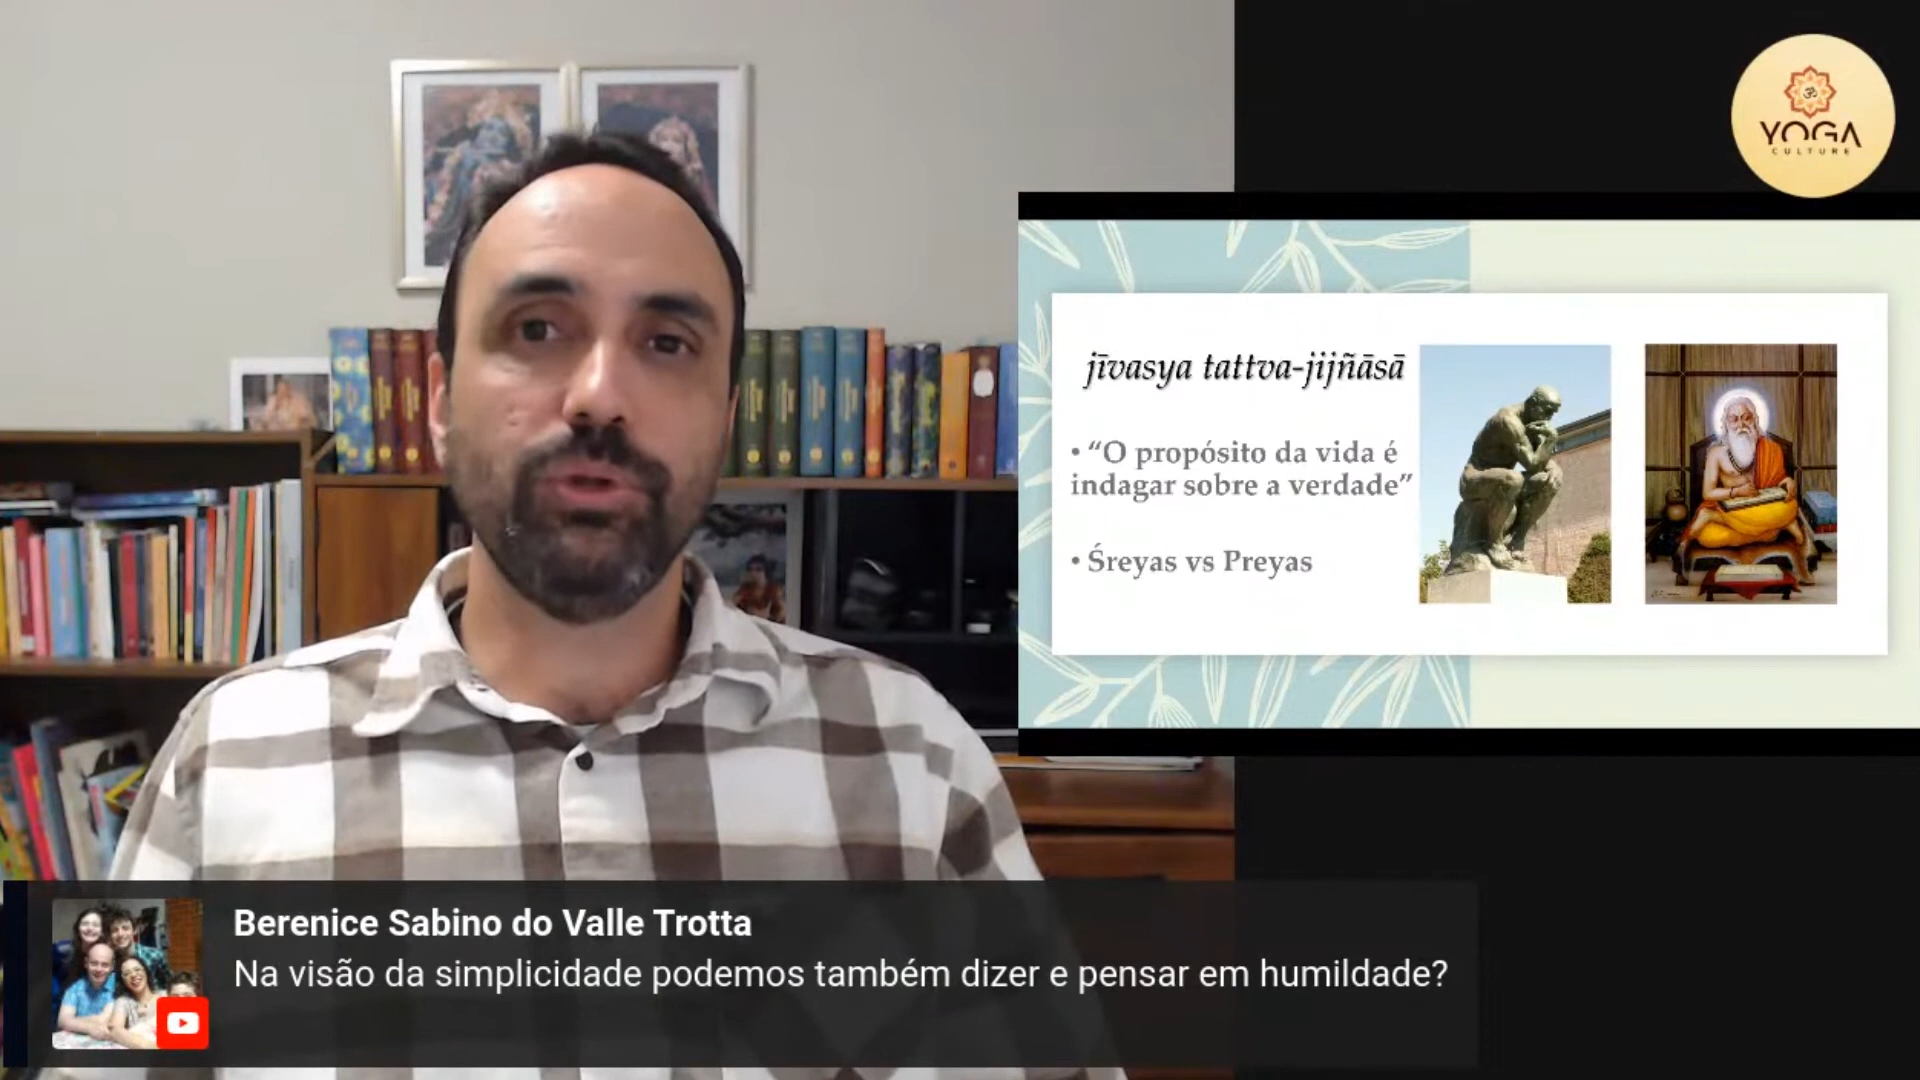 YOGA
CULTURE
jīvasya tattva-jijñāsā
• “O propósito da vida é
indagar sobre a verdade”
• Śreyas vs Preyas
Berenice Sabino do Valle Trotta
Na visão da simplicidade podemos também dizer e pensar em humildade?